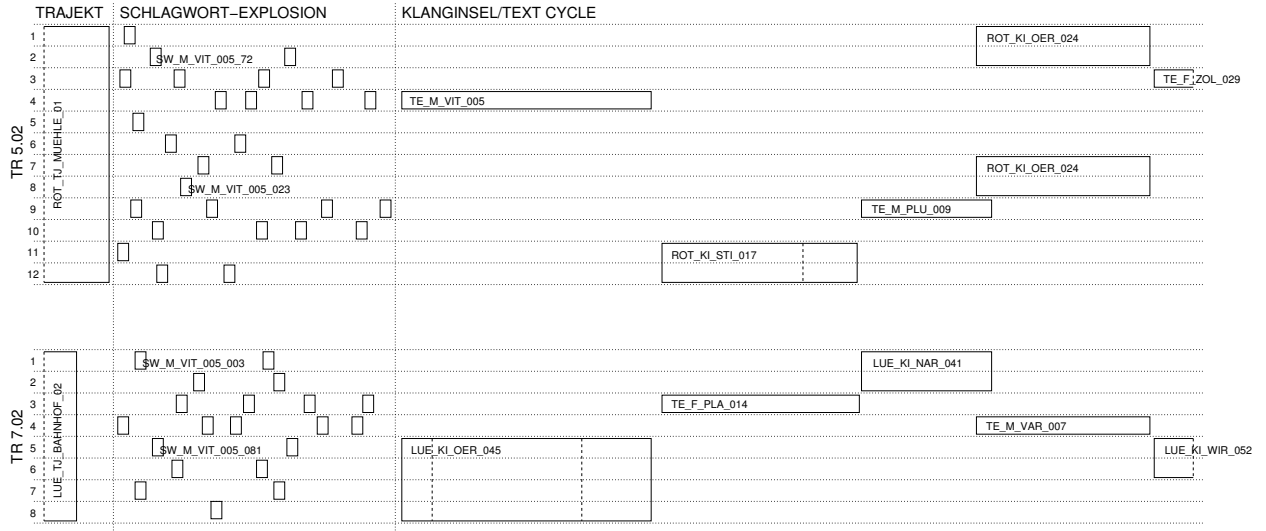 TRAJEKT SCHLAGWORT–EXPLOSION KLANGINSEL/TEXT CYCLE
TR 5.02
ROT_TJ_MUEHLE_01
1 ROT_KI_OER_024
2 SW_M_VIT_005_72
3 TE_F_ZOL_029
4 TE_M_VIT_005
5
6
7 ROT_KI_OER_024
8 SW_M_VIT_005_023
9 TE_M_PLU_009
10
11 ROT_KI_STI_017
12
TR 7.02
LUE_TJ_BAHNHOF_02
1 SW_M_VIT_005_003 LUE_KI_NAR_041
2
3 TE_F_PLA_014
4 TE_M_VAR_007
5 SW_M_VIT_005_081 LUE_KI_OER_045 LUE_KI_WIR_052
6
7
8